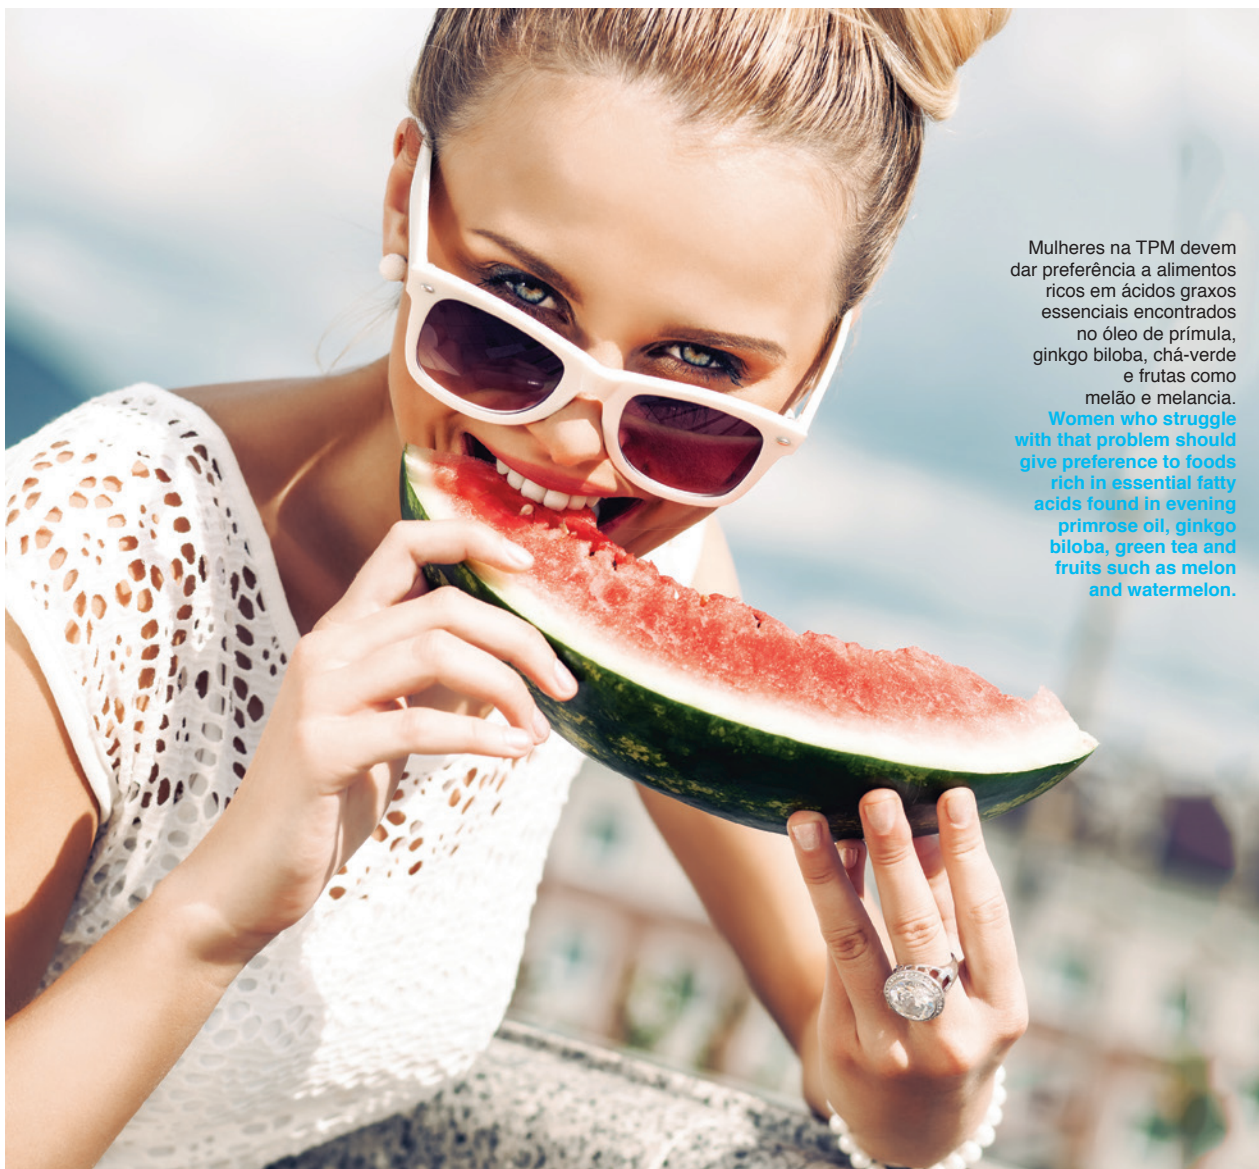 Mulheres na TPM devem
dar preferência a alimentos
ricos em ácidos graxos
essenciais encontrados
no óleo de prímula,
ginkgo biloba, chá-verde
e frutas como
melão e melancia.
Women who struggle
with that problem should
give preference to foods
rich in essential fatty
acids found in evening
primrose oil, ginkgo
biloba, green tea and
fruits such as melon
and watermelon.